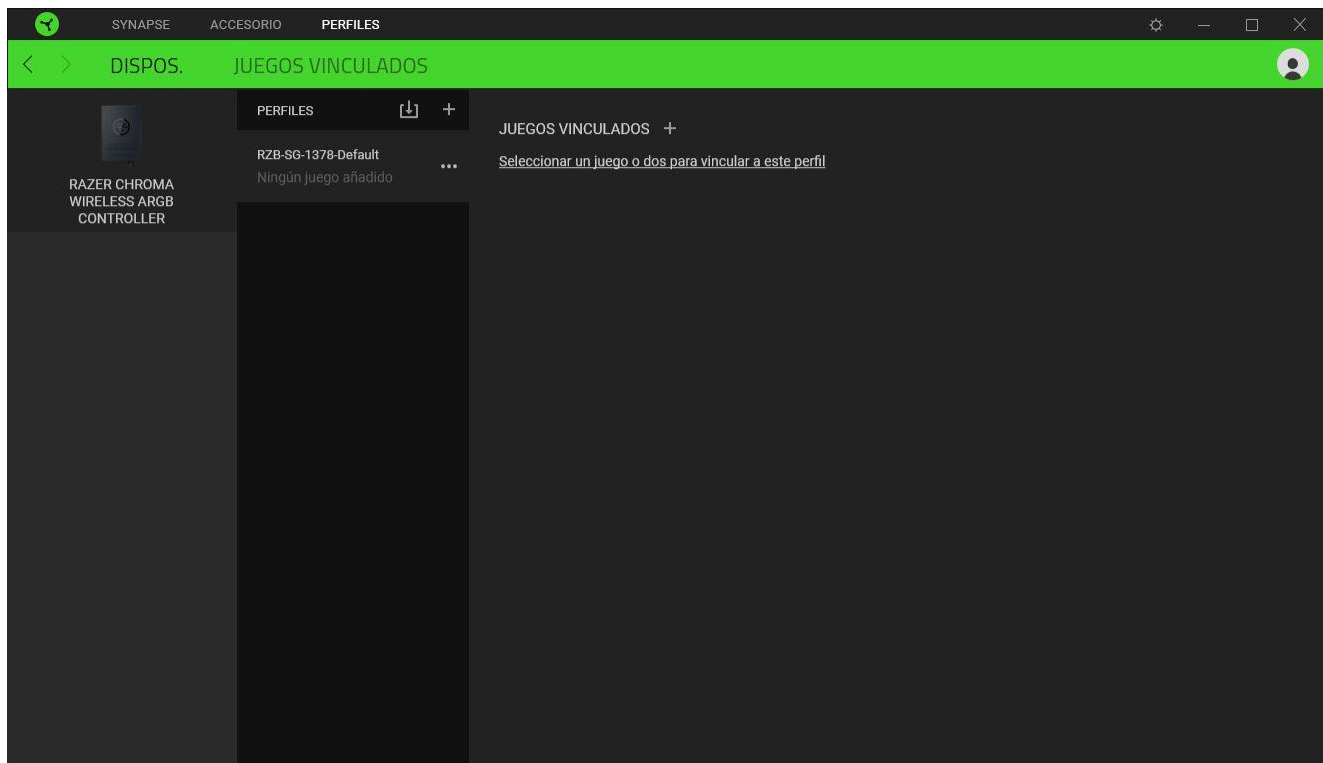 SYNAPSE ACCESORIO PERFILES
DISPOS. JUEGOS VINCULADOS
RAZER CHROMA
WIRELESS ARGB
CONTROLLER
PERFILES
RZB-SG-1378-Default
Ningún juego añadido
JUEGOS VINCULADOS
Seleccionar un juego o dos para vincular a este perfil